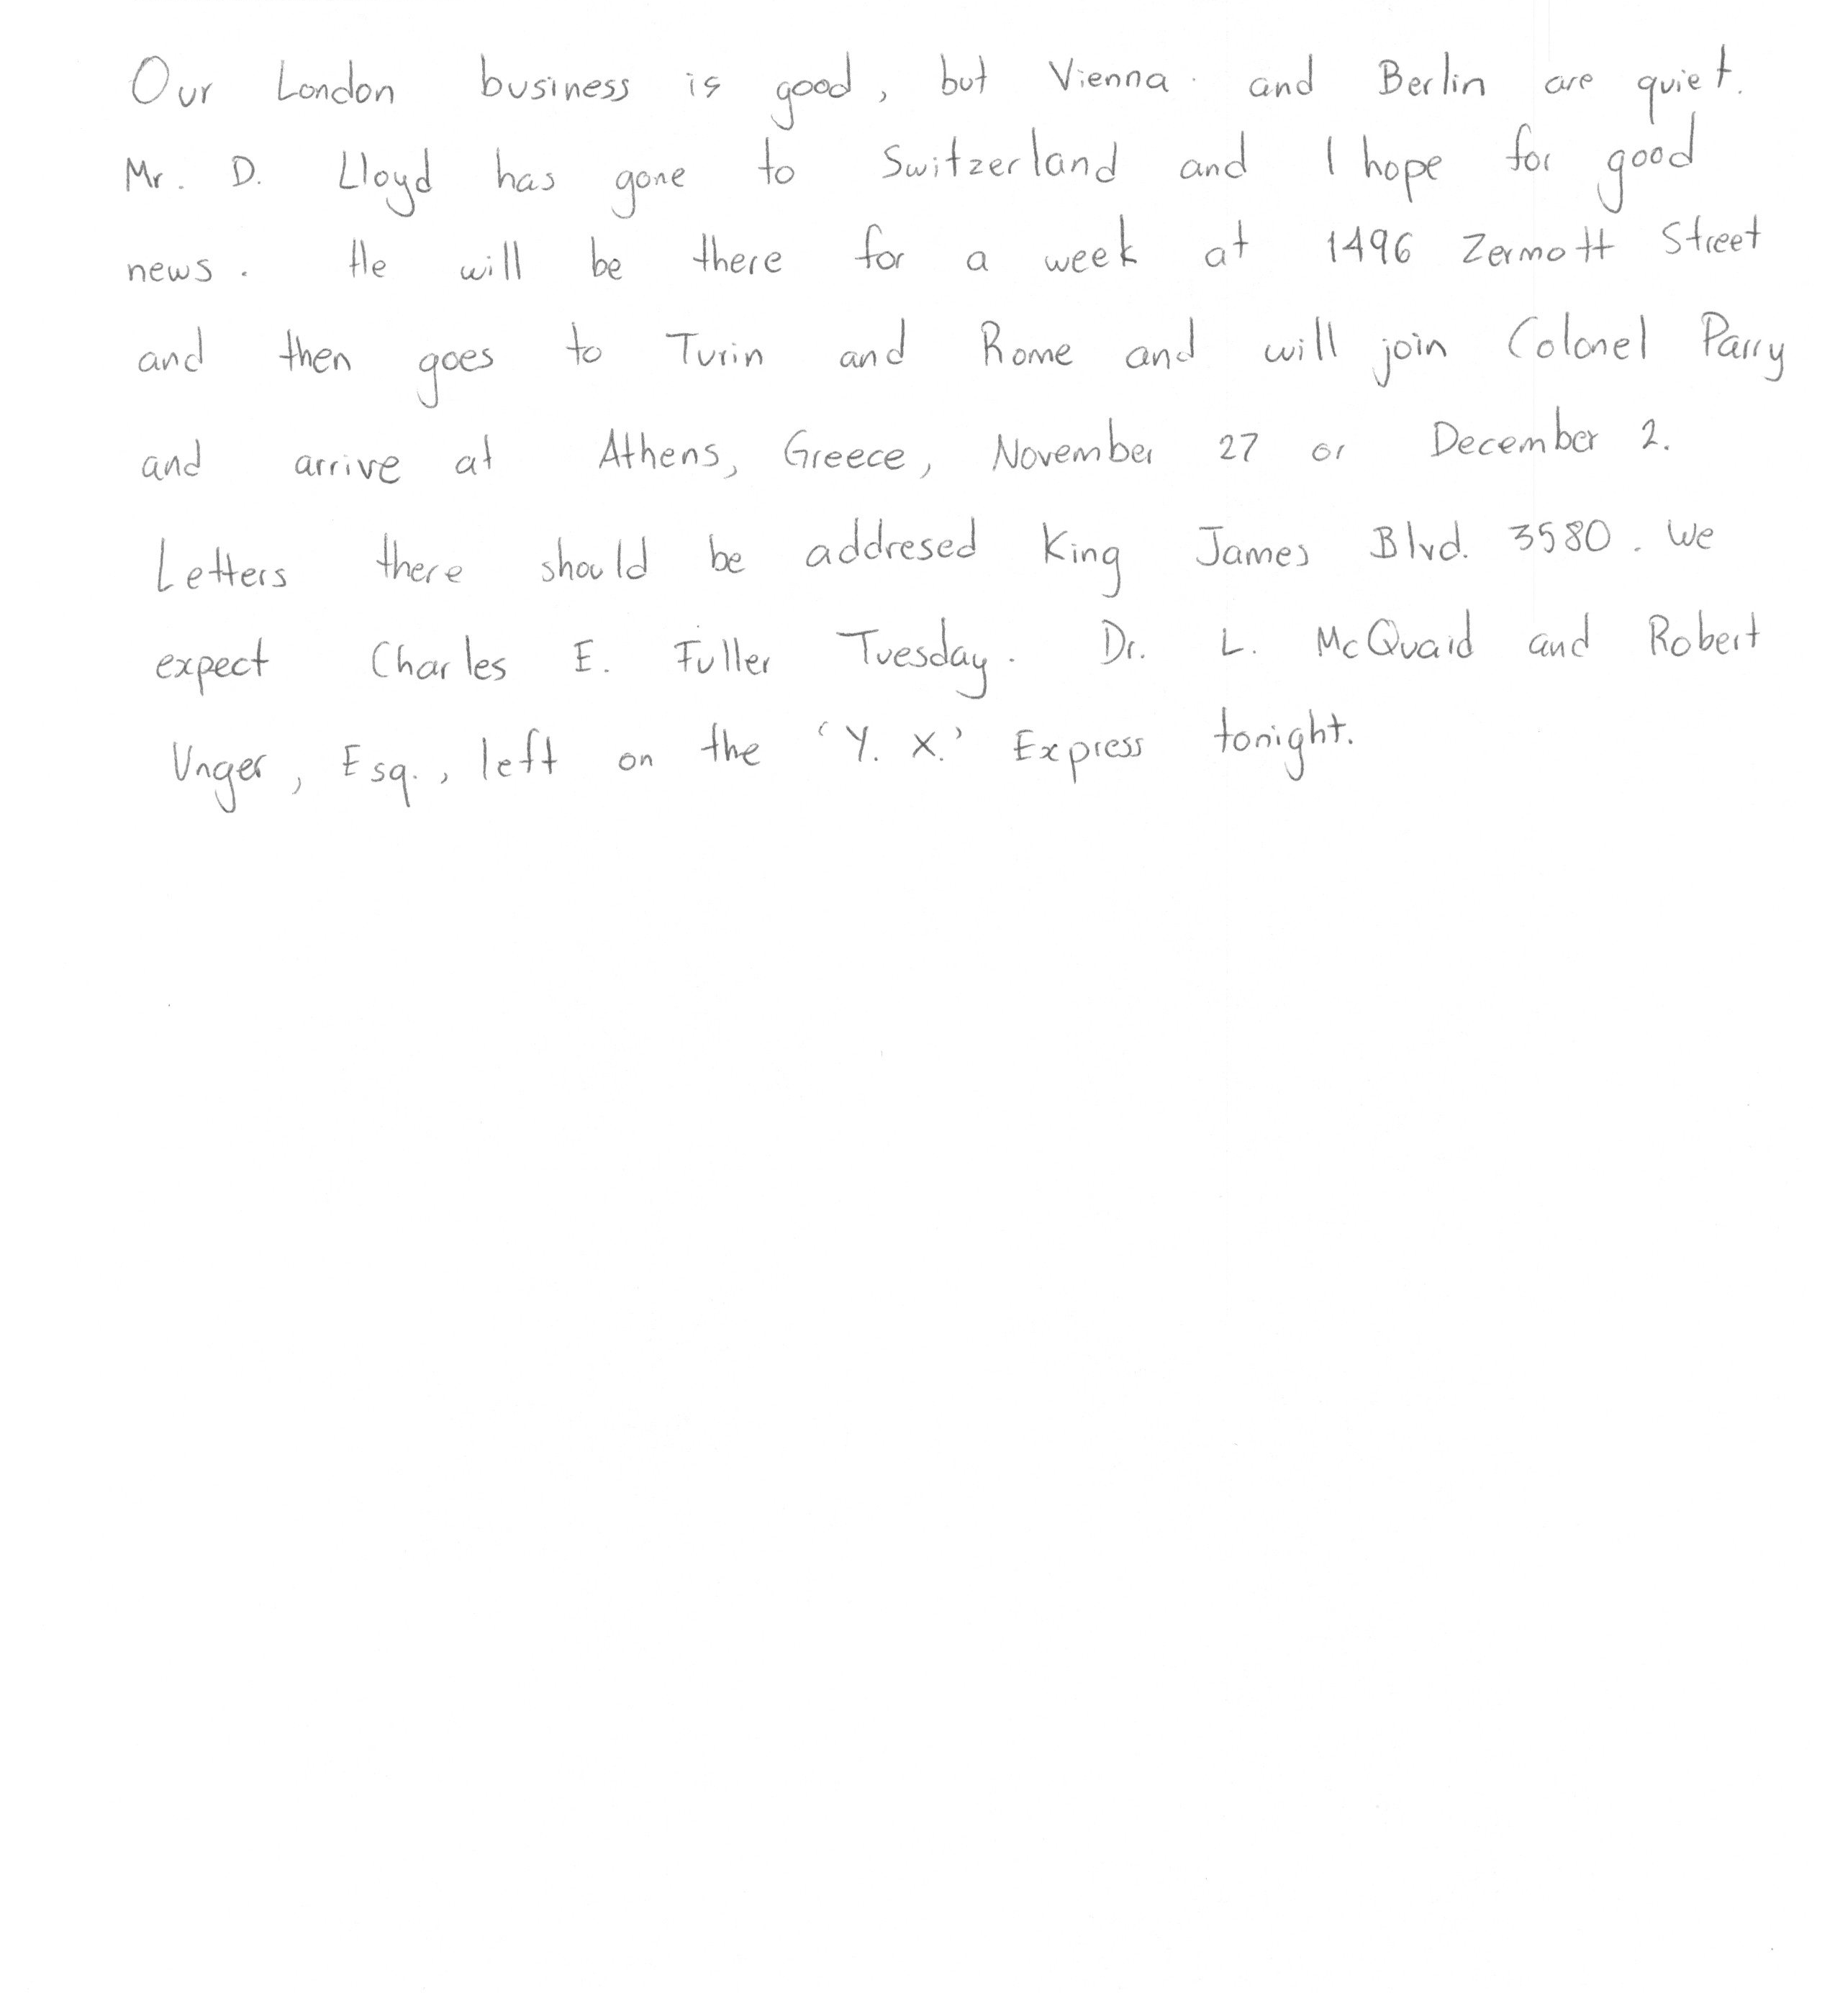 Our London business is good, but Vienna and Berlin are quiet.
Mr. D. Lloyd has gone to Switzerland and I hope for good
news. He will be there for a week at 1496 Zermott Street
and then goes to Turin and Rome and will join Colonel Parry
and arrive at Athens, Greece, November 27 or December 2.
Letters there should be addresed King James Blvd. 3580. We
expect Charles E. Fuller Tuesday. Dr. L. McQuaid and Robert
Unger, Esq., left on the 'Y. X.' Express tonight.